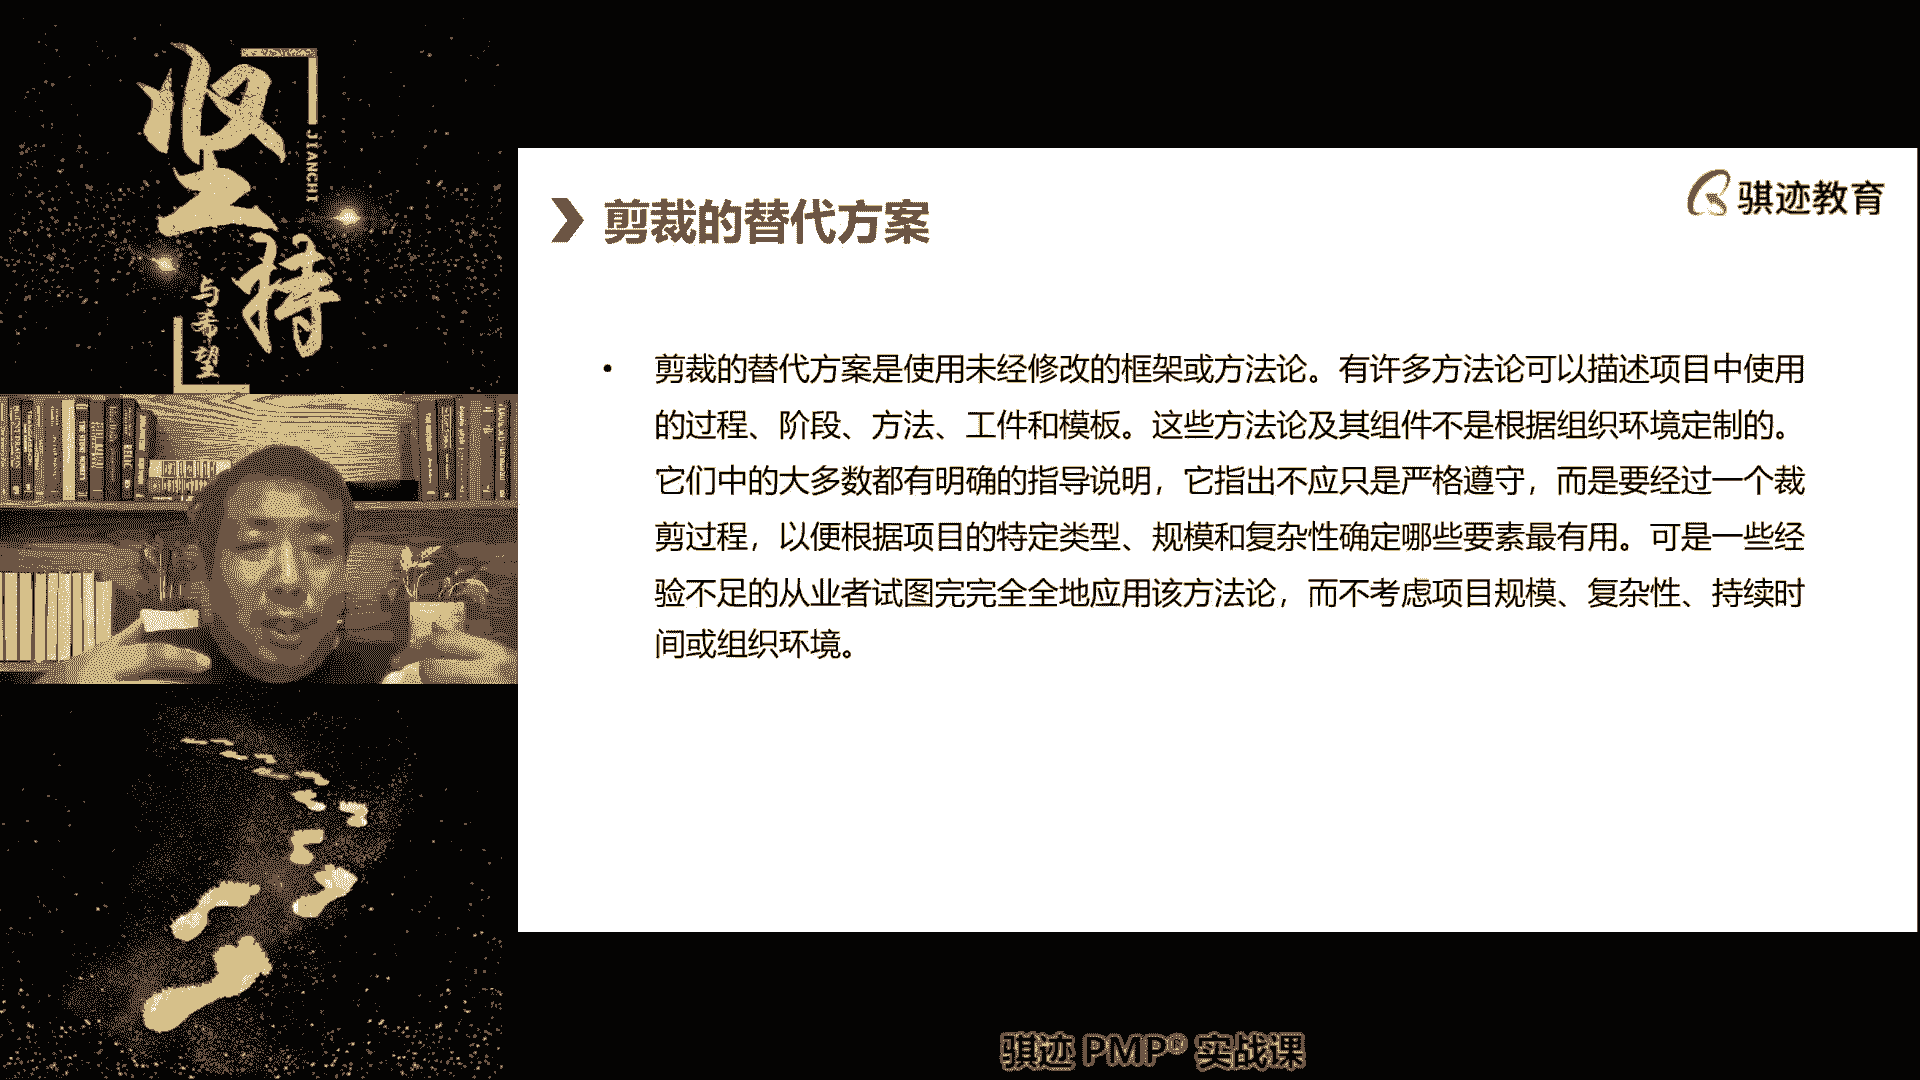 坚持
JIANCHI
与希望
骐迹教育
剪裁的替代方案
• 剪裁的替代方案是使用未经修改的框架或方法论。有许多方法论可以描述项目中使用
的过程、阶段、方法、工件和模板。这些方法论及其组件不是根据组织环境定制的。
它们中的大多数都有明确的指导说明，它指出不应只是严格遵守，而是要经过一个裁
剪过程，以便根据项目的特定类型、规模和复杂性确定哪些要素最有用。可是一些经
验不足的从业者试图完完全全地应用该方法论，而不考虑项目规模、复杂性、持续时
间或组织环境。
骐迹 PMP® 实战课